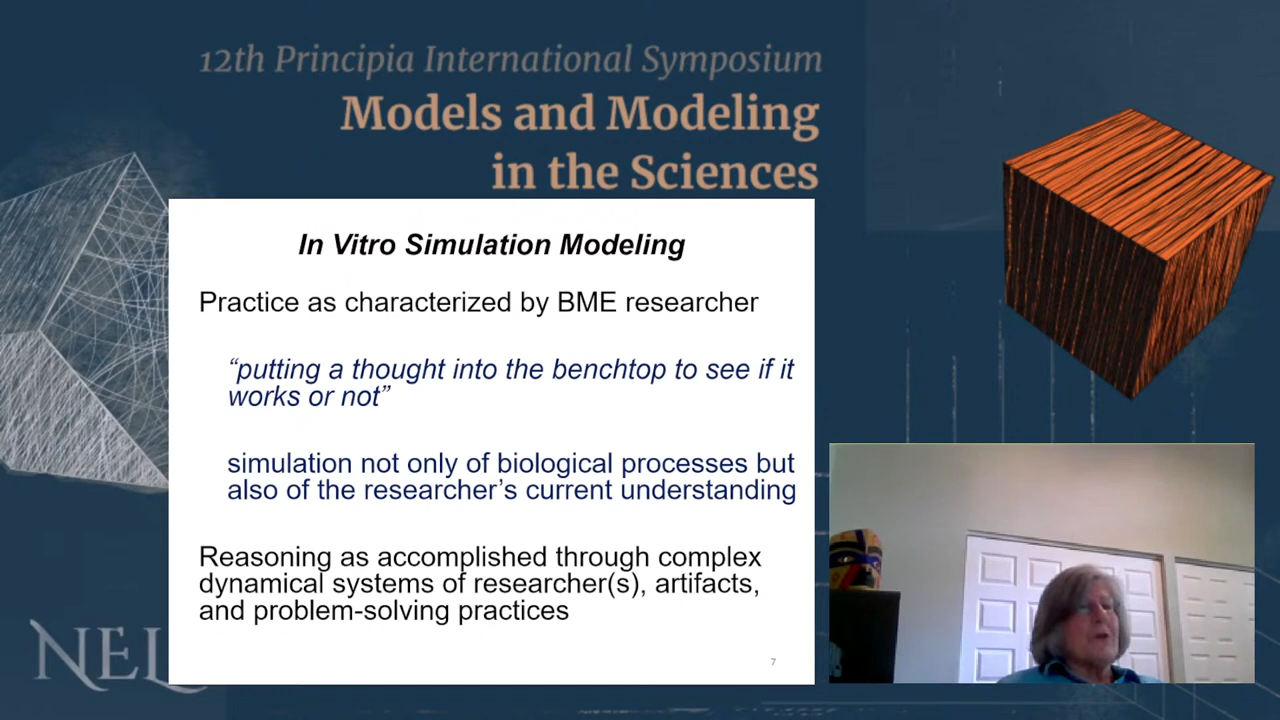 12th Principia International Symposium
Models and Modeling
in the Sciences
In Vitro Simulation Modeling
Practice as characterized by BME researcher
“putting a thought into the benchtop to see if it
works or not”
simulation not only of biological processes but
also of the researcher’s current understanding
Reasoning as accomplished through complex
dynamical systems of researcher(s), artifacts,
and problem-solving practices
7
NEL